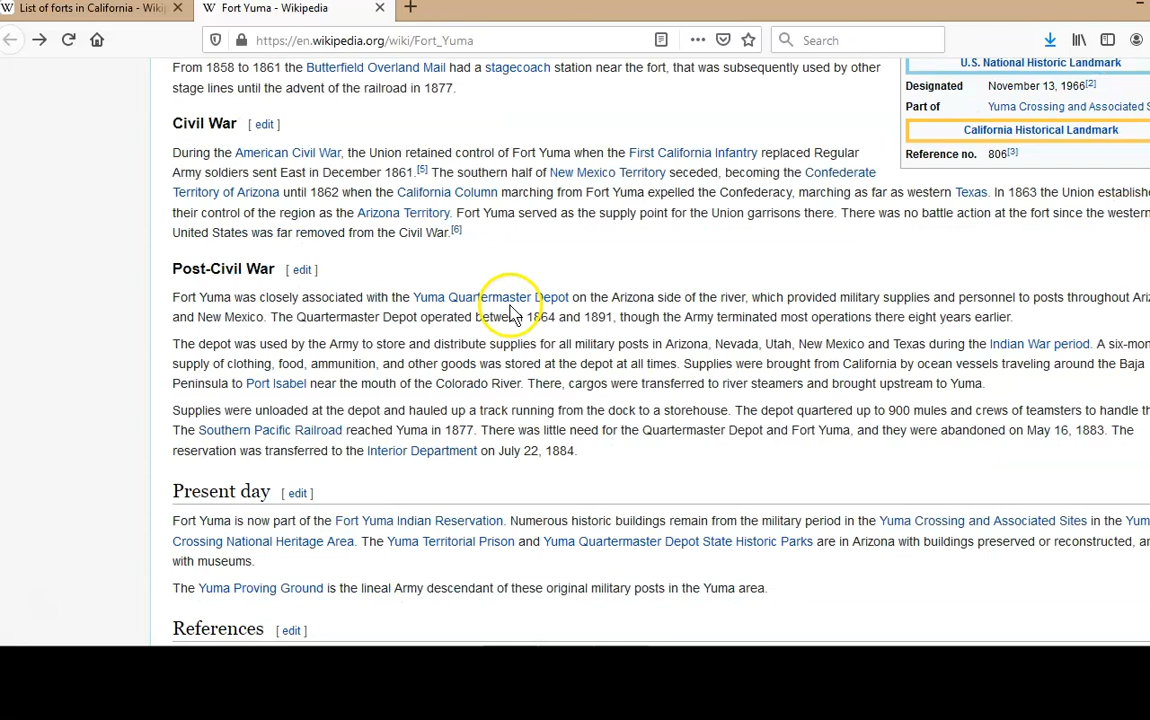 List of forts in California - Wikip
Fort Yuma - Wikipedia
https://en.wikipedia.org/wiki/Fort_Yuma
Search
From 1858 to 1861 the Butterfield Overland Mail had a stagecoach station near the fort, that was subsequently used by other
stage lines until the advent of the railroad in 1877.
U.S. National Historic Landmark
Designated November 13, 1966[2]
Part of Yuma Crossing and Associated S
California Historical Landmark
Reference no. 806[3]
Civil War [ edit ]
During the American Civil War, the Union retained control of Fort Yuma when the First California Infantry replaced Regular
Army soldiers sent East in December 1861.[5] The southern half of New Mexico Territory seceded, becoming the Confederate
Territory of Arizona until 1862 when the California Column marching from Fort Yuma expelled the Confederacy, marching as far as western Texas. In 1863 the Union establishe
their control of the region as the Arizona Territory. Fort Yuma served as the supply point for the Union garrisons there. There was no battle action at the fort since the western
United States was far removed from the Civil War.[6]
Post-Civil War [ edit ]
Fort Yuma was closely associated with the Yuma Quartermaster Depot on the Arizona side of the river, which provided military supplies and personnel to posts throughout Ariz
and New Mexico. The Quartermaster Depot operated between 1864 and 1891, though the Army terminated most operations there eight years earlier.
The depot was used by the Army to store and distribute supplies for all military posts in Arizona, Nevada, Utah, New Mexico and Texas during the Indian War period. A six-mon
supply of clothing, food, ammunition, and other goods was stored at the depot at all times. Supplies were brought from California by ocean vessels traveling around the Baja
Peninsula to Port Isabel near the mouth of the Colorado River. There, cargos were transferred to river steamers and brought upstream to Yuma.
Supplies were unloaded at the depot and hauled up a track running from the dock to a storehouse. The depot quartered up to 900 mules and crews of teamsters to handle th
The Southern Pacific Railroad reached Yuma in 1877. There was little need for the Quartermaster Depot and Fort Yuma, and they were abandoned on May 16, 1883. The
reservation was transferred to the Interior Department on July 22, 1884.
Present day [ edit ]
Fort Yuma is now part of the Fort Yuma Indian Reservation. Numerous historic buildings remain from the military period in the Yuma Crossing and Associated Sites in the Yum
Crossing National Heritage Area. The Yuma Territorial Prison and Yuma Quartermaster Depot State Historic Parks are in Arizona with buildings preserved or reconstructed, an
with museums.
The Yuma Proving Ground is the lineal Army descendant of these original military posts in the Yuma area.
References [ edit ]